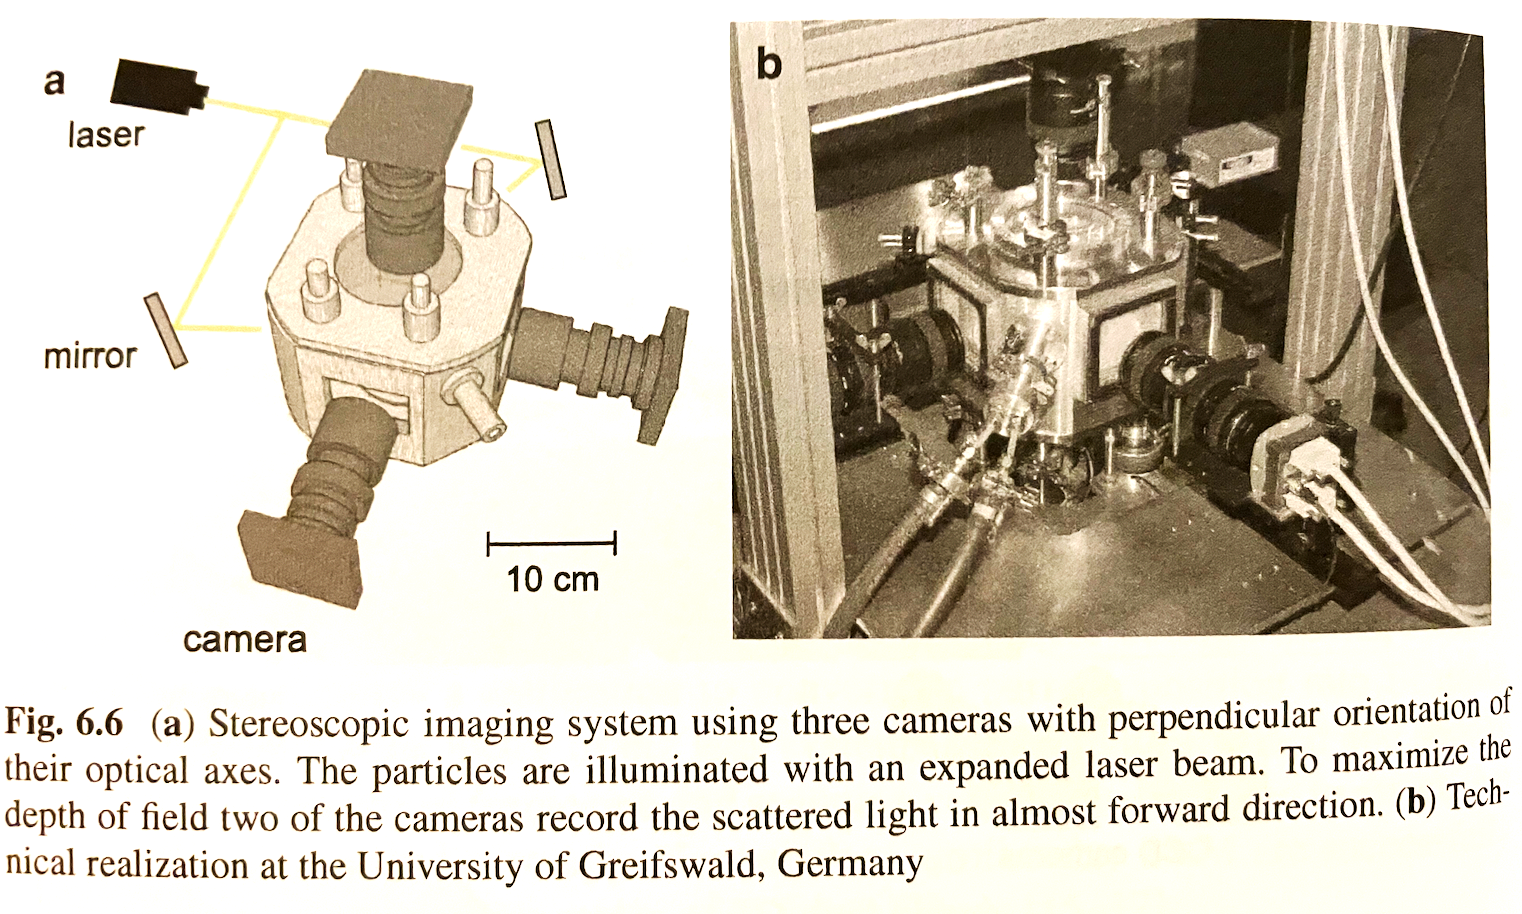 a
laser
mirror
10 cm
camera
b
Fig. 6.6 (a) Stereoscopic imaging system using three cameras with perpendicular orientation of
their optical axes. The particles are illuminated with an expanded laser beam. To maximize the
depth of field two of the cameras record the scattered light in almost forward direction. (b) Tech-
nical realization at the University of Greifswald, Germany